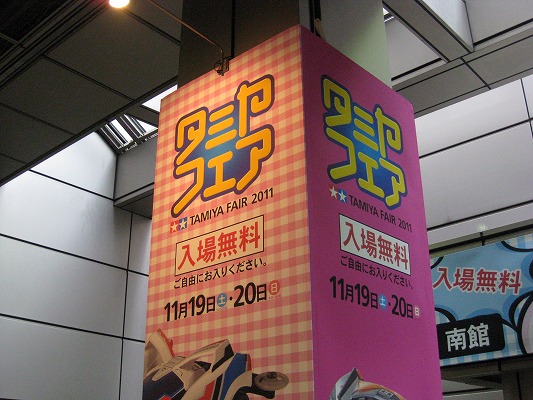 タミヤ
フェア
TAMIYA FAIR 2011
入場無料
ご自由にお入りください。
11月19日土・20日日
タミヤ
フェア
TAMIYA FAIR 2011
入場無料
ご自由にお入りください。
11月19日土・20日日
入場無料
南館